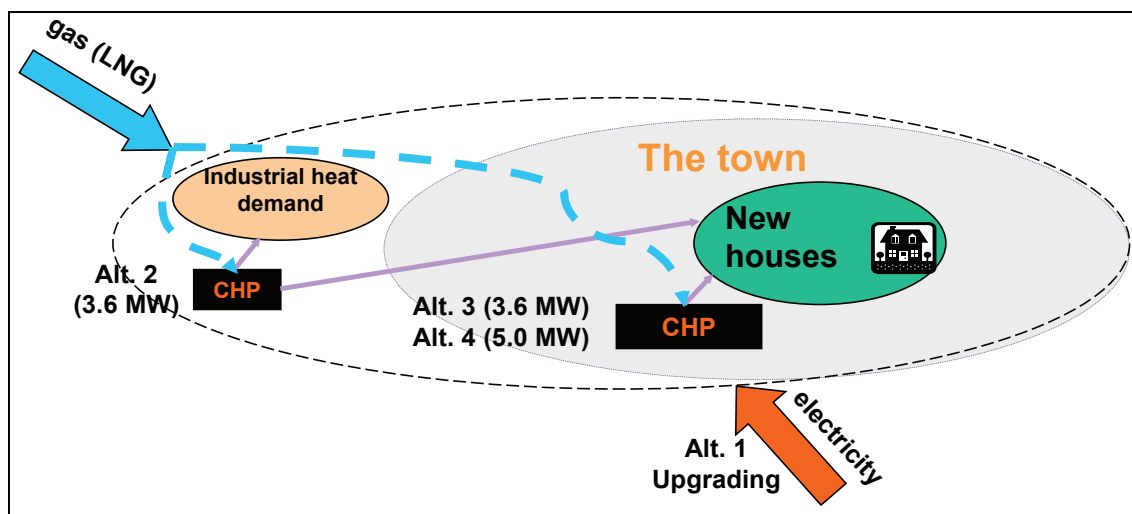 gas (LNG)
The town
Industrial heat
demand
New
houses
Alt. 2
(3.6 MW)
CHP
Alt. 3 (3.6 MW)
Alt. 4 (5.0 MW)
CHP
electricity
Alt. 1
Upgrading